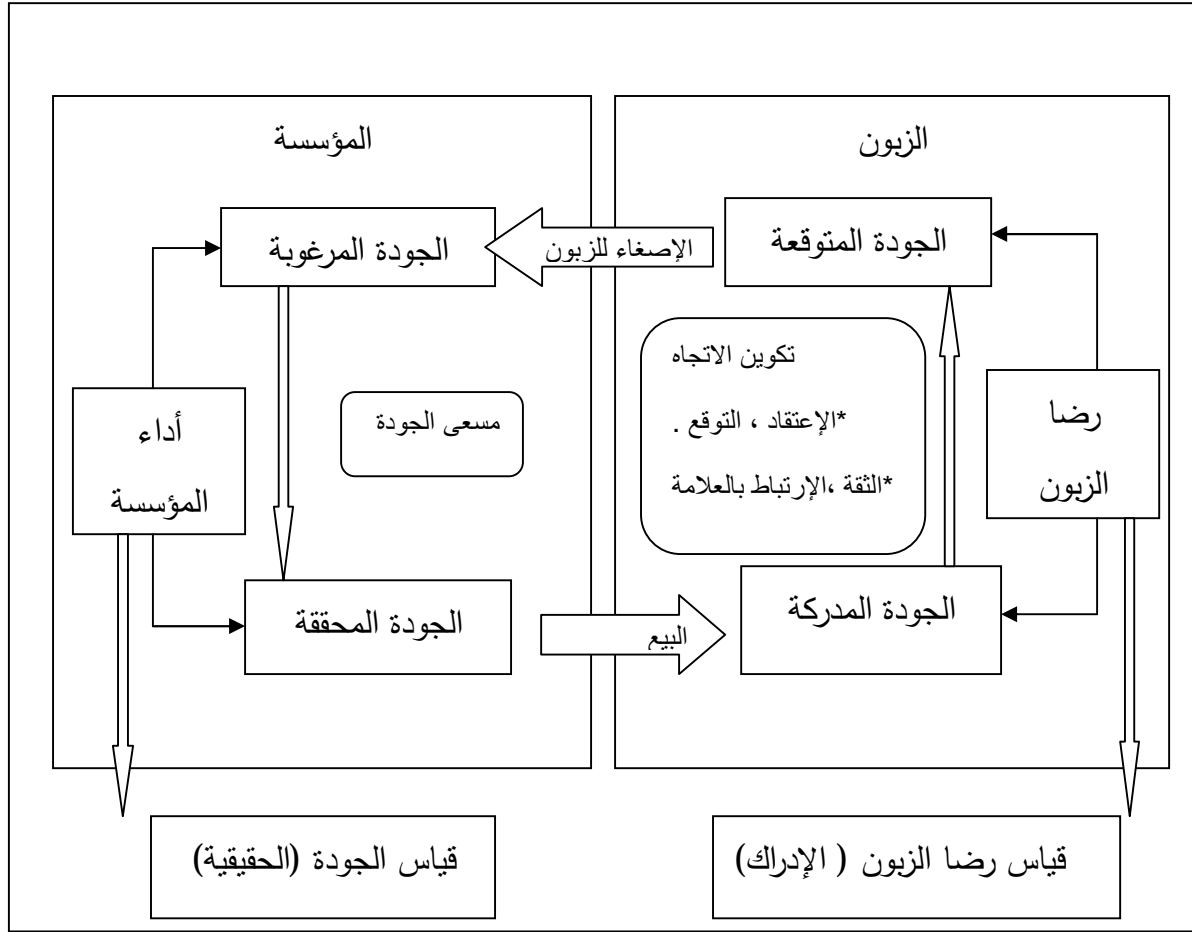 الزبون
المؤسسة
الجودة المتوقعة
الإصغاء للزبون
الجودة المرغوبة
تكوين الاتجاه
*الإعتقاد ، التوقع .
*الثقة ،الإرتباط بالعلامة
رضا
الزبون
مسعى الجودة
أداء
المؤسسة
الجودة المدركة
البيع
الجودة المحققة
قياس رضا الزبون ( الإدراك)
قياس الجودة (الحقيقية)